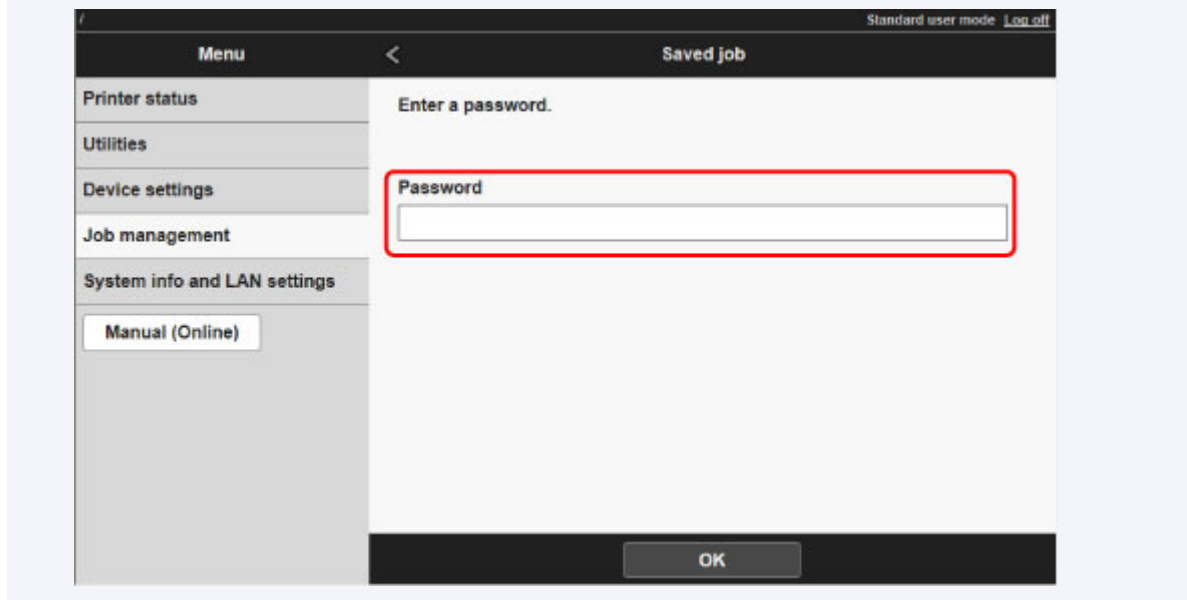 /
Standard user mode Log off
Menu
<
Saved job
Printer status
Utilities
Device settings
Job management
System info and LAN settings
Manual (Online)
Enter a password.
Password
OK